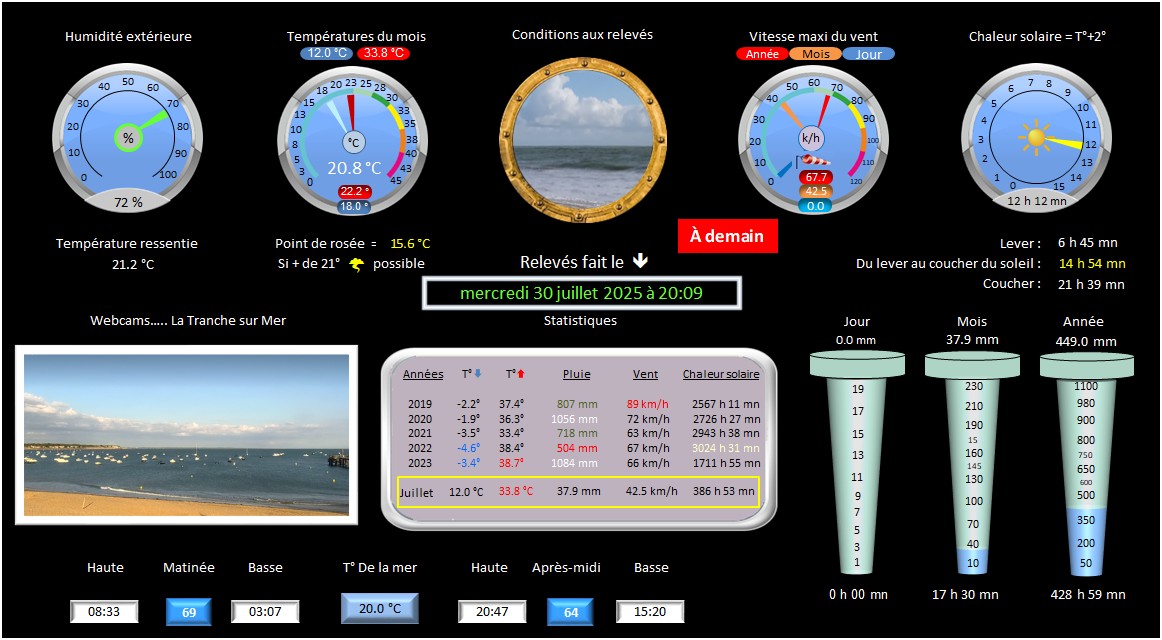 Humidité extérieure
0 10 20 30 40 50 60 70 80 90 100
%
72 %
Températures du mois
12.0 °C 33.8 °C
0 3 5 8 10 13 15 18 20 23 25 28 30 33 35 38 40 43 45
°C
20.8 °C
22.2 °
18.0 °
Conditions aux relevés
Vitesse maxi du vent
Année Mois Jour
0 10 20 30 40 50 60 70 80 90 100 110 120
k/h
67.7
42.5
0.0
Chaleur solaire = T°+2°
0 1 2 3 4 5 6 7 8 9 10 11 12 13 14 15
12 h 12 mn
Température ressentie
21.2 °C
Point de rosée = 15.6 °C
Si + de 21° possible
À demain
Relevés fait le
mercredi 30 juillet 2025 à 20:09
Lever : 6 h 45 mn
Du lever au coucher du soleil : 14 h 54 mn
Coucher : 21 h 39 mn
Webcams….. La Tranche sur Mer
Statistiques
Années T° T° Pluie Vent Chaleur solaire
2019 -2.2° 37.4° 807 mm 89 km/h 2567 h 11 mn
2020 -1.9° 36.3° 1056 mm 72 km/h 2726 h 27 mn
2021 -3.5° 33.4° 718 mm 63 km/h 2943 h 38 mn
2022 -4.6° 38.4° 504 mm 67 km/h 3024 h 31 mn
2023 -3.4° 38.7° 1084 mm 66 km/h 1711 h 55 mn
Juillet 12.0 °C 33.8 °C 37.9 mm 42.5 km/h 386 h 53 mn
Jour
0.0 mm
19
17
15
13
11
9
7
5
3
1
0 h 00 mn
Mois
37.9 mm
230
210
190
15
160
145
130
100
70
40
10
17 h 30 mn
Année
449.0 mm
1100
980
900
800
750
650
600
500
350
200
50
428 h 59 mn
Haute Matinée Basse T° De la mer Haute Après-midi Basse
08:33 69 03:07 20.0 °C 20:47 64 15:20